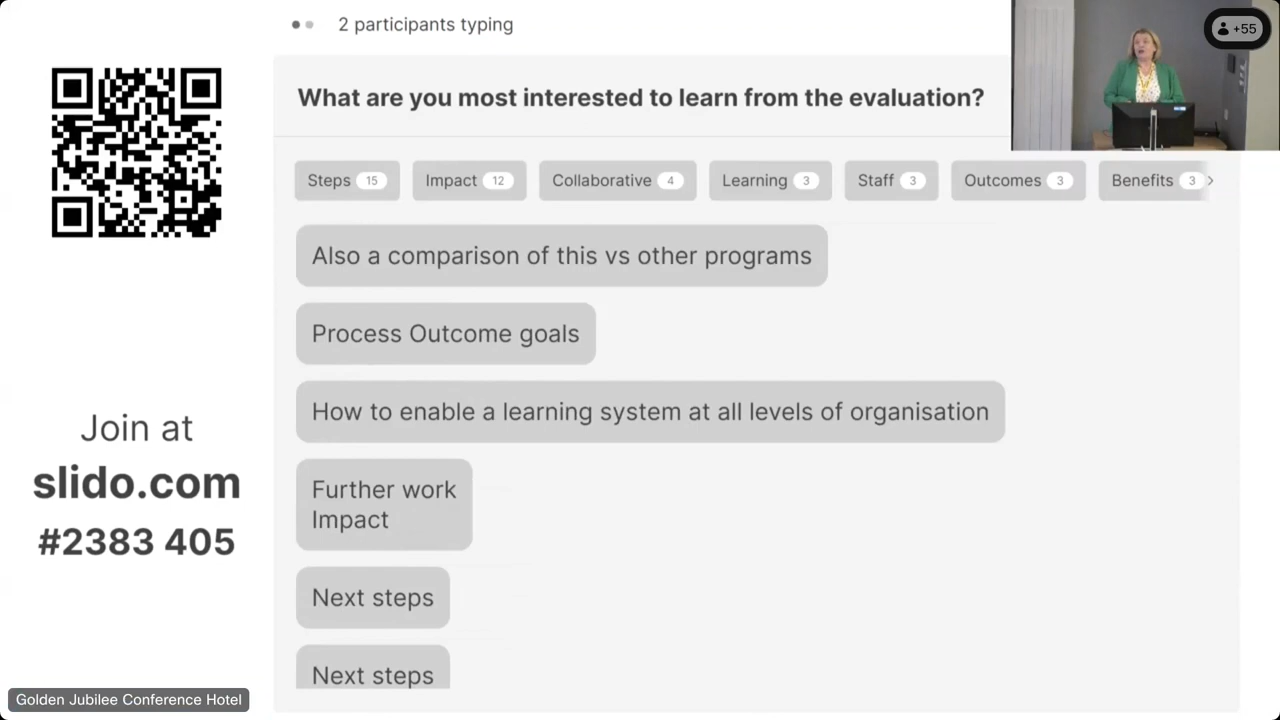 2 participants typing
+55
What are you most interested to learn from the evaluation?
Steps 15 Impact 12 Collaborative 4 Learning 3 Staff 3 Outcomes 3 Benefits 3
Also a comparison of this vs other programs
Process Outcome goals
How to enable a learning system at all levels of organisation
Further work
Impact
Next steps
Next steps
Join at
slido.com
#2383 405
Golden Jubilee Conference Hotel